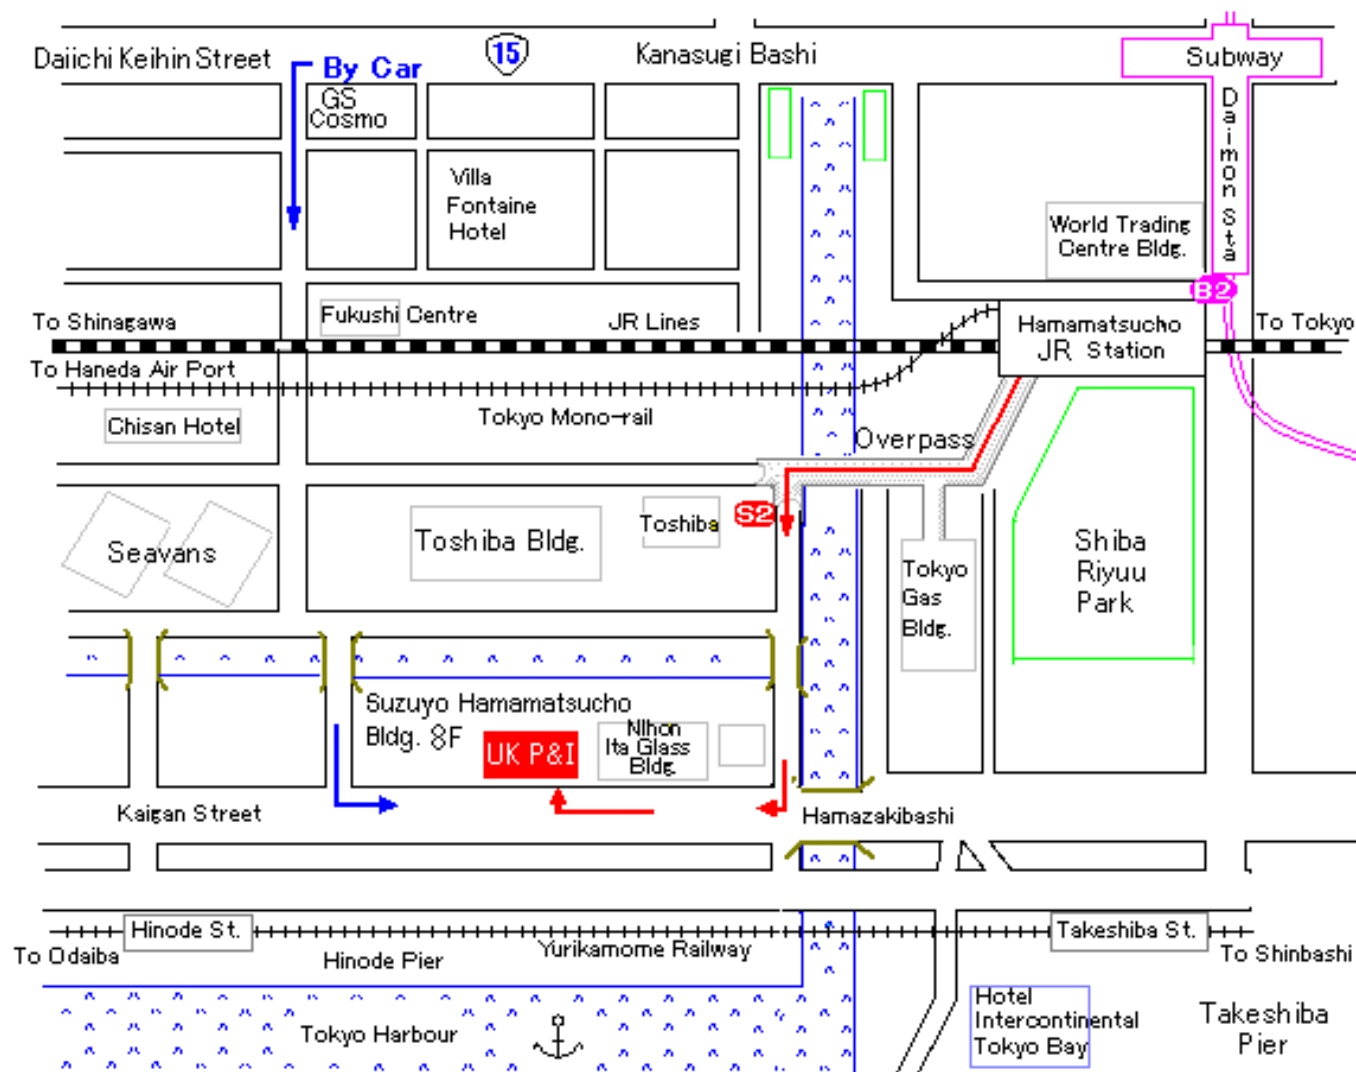 Daiichi Keihin Street
By Car
15
Kanasugi Bashi
Subway
Daimon Sta
GS
Cosmo
Villa
Fontaine
Hotel
World Trading
Centre Bldg.
B2
To Shinagawa
Fukushi Centre
JR Lines
Hamamatsucho
JR Station
To Tokyo
To Haneda Air Port
Chisan Hotel
Tokyo Mono-rail
Overpass
S2
Seavans
Toshiba Bldg.
Toshiba
Tokyo
Gas
Bldg.
Shiba
Riyuu
Park
Suzuyo Hamamatsucho
Bldg. 8F
UK P&I
Nihon
Ita Glass
Bldg.
Kaigan Street
Hamazakibashi
Hinode St.
Takeshiba St.
To Odaiba
Hinode Pier
Yurikamome Railway
To Shinbashi
Tokyo Harbour
Hotel
Intercontinental
Tokyo Bay
Takeshiba
Pier